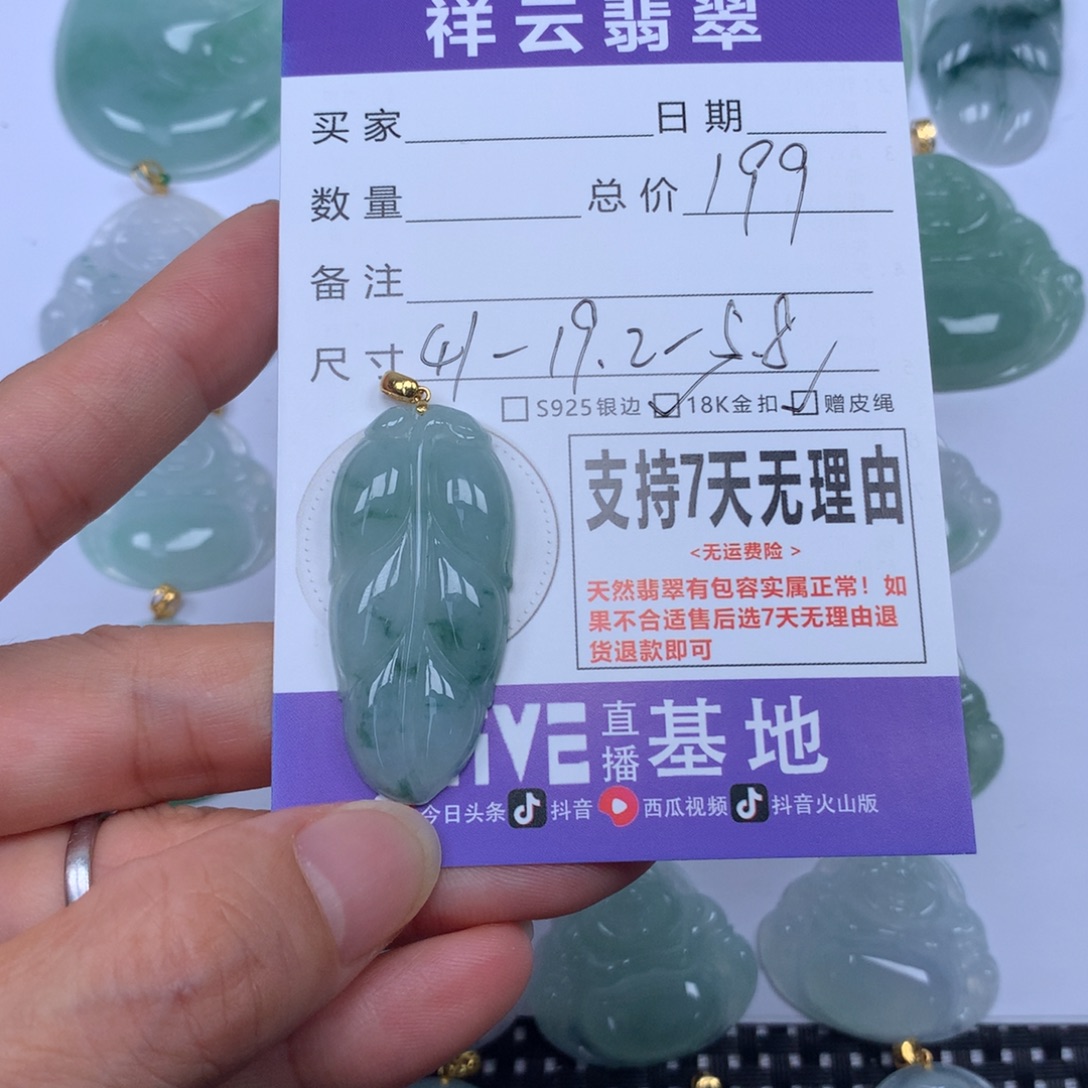 祥云翡翠
买家 日期
数量 总价 199
备注
尺寸 41-19.2-5.8
S925银边 18K金扣 赠皮绳
支持7天无理由
<无运费险>
天然翡翠有包容实属正常！如
果不合适售后选7天无理由退
货退款即可
LIVE 直播 基地
今日头条 抖音 西瓜视频 抖音火山版